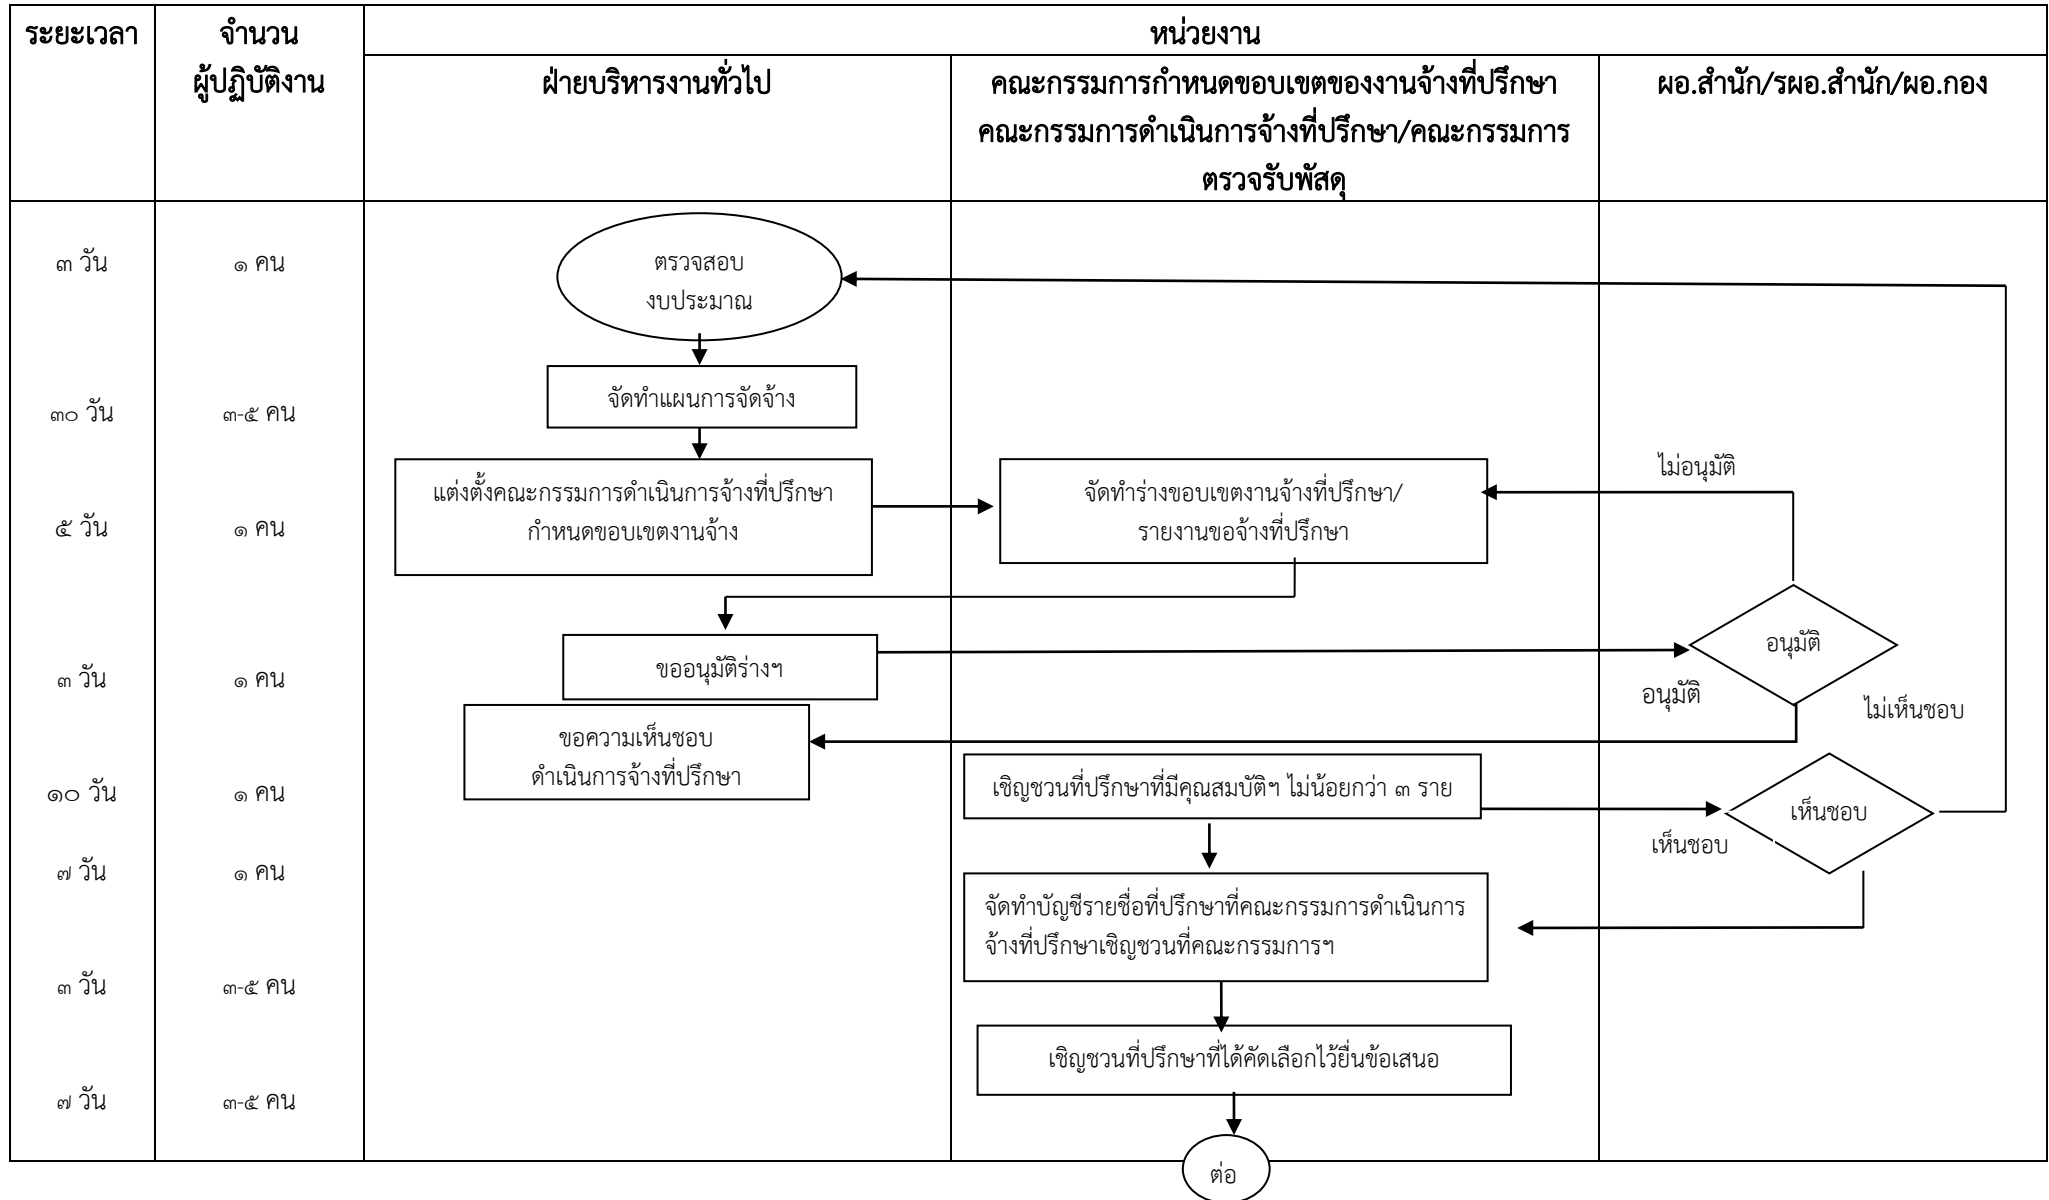 ระยะเวลา
จำนวน
ผู้ปฏิบัติงาน
หน่วยงาน
ฝ่ายบริหารงานทั่วไป
คณะกรรมการกำหนดขอบเขตของงานจ้างที่ปรึกษา
คณะกรรมการดำเนินการจ้างที่ปรึกษา/คณะกรรมการ
ตรวจรับพัสดุ
ผอ.สำนัก/รผอ.สำนัก/ผอ.กอง
๓ วัน
๑ คน
ตรวจสอบ
งบประมาณ
๓๐ วัน
๓-๕ คน
จัดทำแผนการจัดจ้าง
๕ วัน
๑ คน
แต่งตั้งคณะกรรมการดำเนินการจ้างที่ปรึกษา
กำหนดขอบเขตงานจ้าง
จัดทำร่างขอบเขตงานจ้างที่ปรึกษา/
รายงานขอจ้างที่ปรึกษา
ไม่อนุมัติ
๓ วัน
๑ คน
ขออนุมัติร่างฯ
อนุมัติ
อนุมัติ
ไม่เห็นชอบ
๑๐ วัน
๑ คน
ขอความเห็นชอบ
ดำเนินการจ้างที่ปรึกษา
เชิญชวนที่ปรึกษาที่มีคุณสมบัติฯ ไม่น้อยกว่า ๓ ราย
เห็นชอบ
เห็นชอบ
๗ วัน
๑ คน
จัดทำบัญชีรายชื่อที่ปรึกษาที่คณะกรรมการดำเนินการ
จ้างที่ปรึกษาเชิญชวนที่คณะกรรมการฯ
๓ วัน
๓-๕ คน
เชิญชวนที่ปรึกษาที่ได้คัดเลือกไว้ยื่นข้อเสนอ
๗ วัน
๓-๕ คน
ต่อ